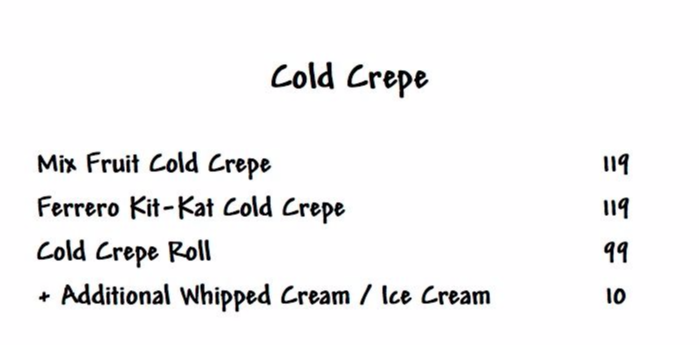 Cold Crepe
Mix Fruit Cold Crepe 119
Ferrero Kit-Kat Cold Crepe 119
Cold Crepe Roll 99
+ Additional Whipped Cream / Ice Cream 10